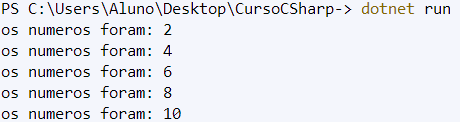 PS C:\Users\Aluno\Desktop\CursoCSharp-> dotnet run
os numeros foram: 2
os numeros foram: 4
os numeros foram: 6
os numeros foram: 8
os numeros foram: 10